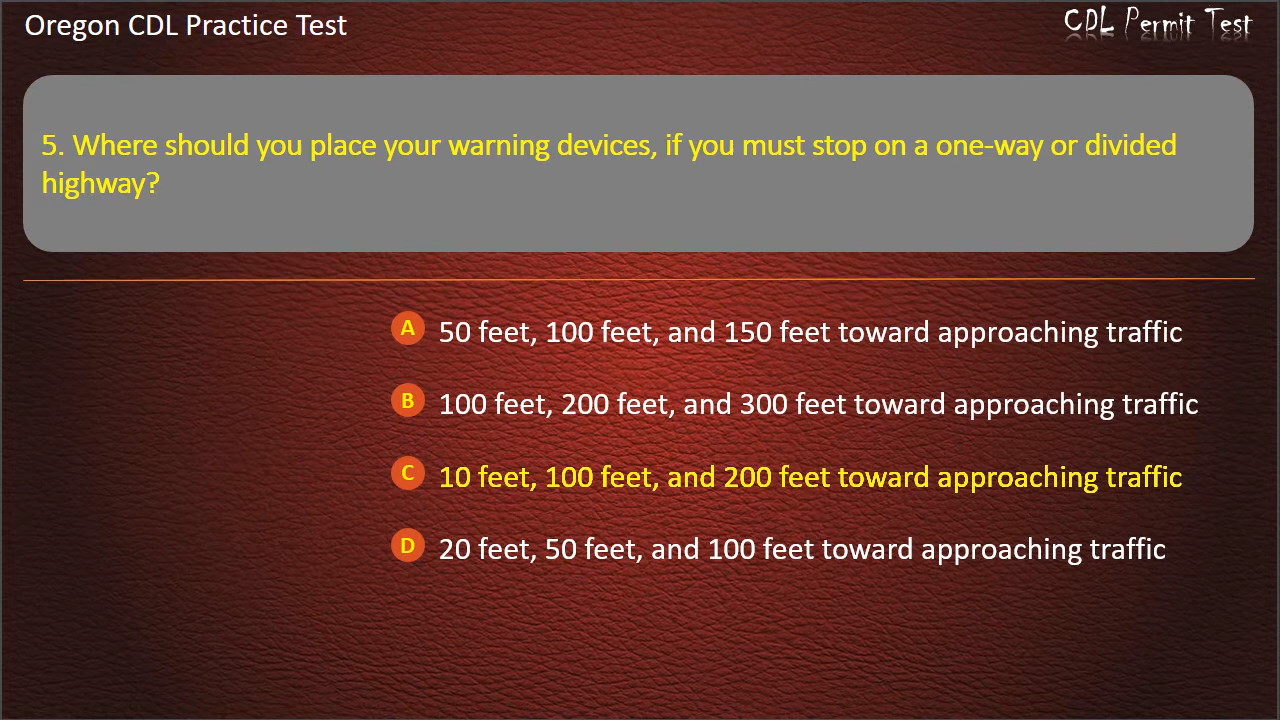 Oregon CDL Practice Test
CDL Permit Test
5. Where should you place your warning devices, if you must stop on a one-way or divided
highway?
A 50 feet, 100 feet, and 150 feet toward approaching traffic
B 100 feet, 200 feet, and 300 feet toward approaching traffic
C 10 feet, 100 feet, and 200 feet toward approaching traffic
D 20 feet, 50 feet, and 100 feet toward approaching traffic